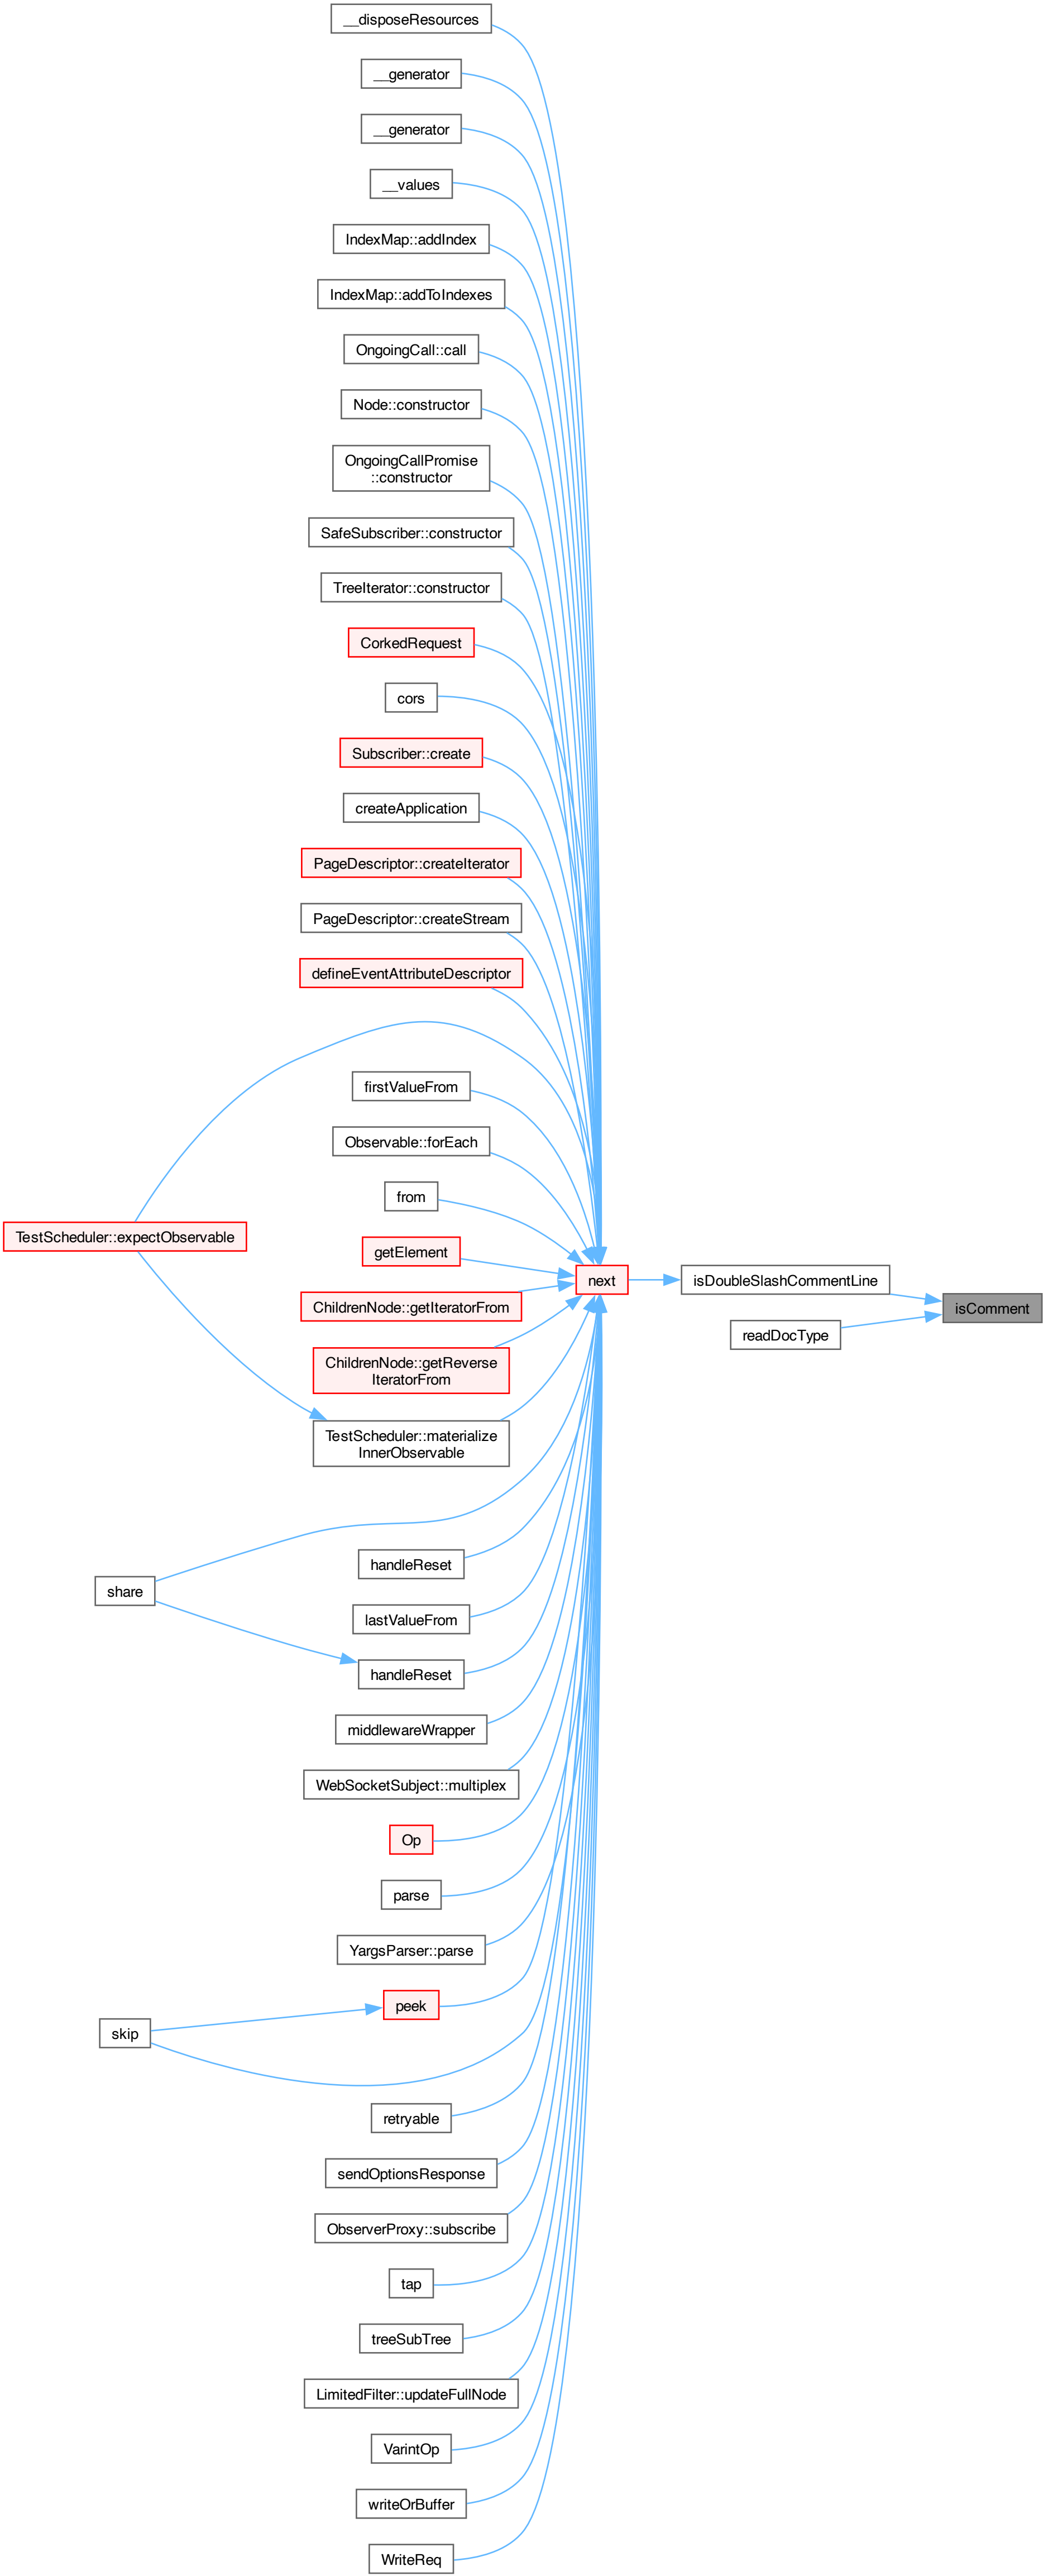 __disposeResources
__generator
__generator
__values
IndexMap::addIndex
IndexMap::addToIndexes
OngoingCall::call
Node::constructor
OngoingCallPromise
::constructor
SafeSubscriber::constructor
TreeIterator::constructor
CorkedRequest
cors
Subscriber::create
createApplication
PageDescriptor::createIterator
PageDescriptor::createStream
defineEventAttributeDescriptor
firstValueFrom
Observable::forEach
from
TestScheduler::expectObservable
getElement
next
isDoubleSlashCommentLine
ChildrenNode::getIteratorFrom
isComment
readDocType
ChildrenNode::getReverse
IteratorFrom
TestScheduler::materialize
InnerObservable
handleReset
share
lastValueFrom
handleReset
middlewareWrapper
WebSocketSubject::multiplex
Op
parse
YargsParser::parse
peek
skip
retryable
sendOptionsResponse
ObserverProxy::subscribe
tap
treeSubTree
LimitedFilter::updateFullNode
VarintOp
writeOrBuffer
WriteReq